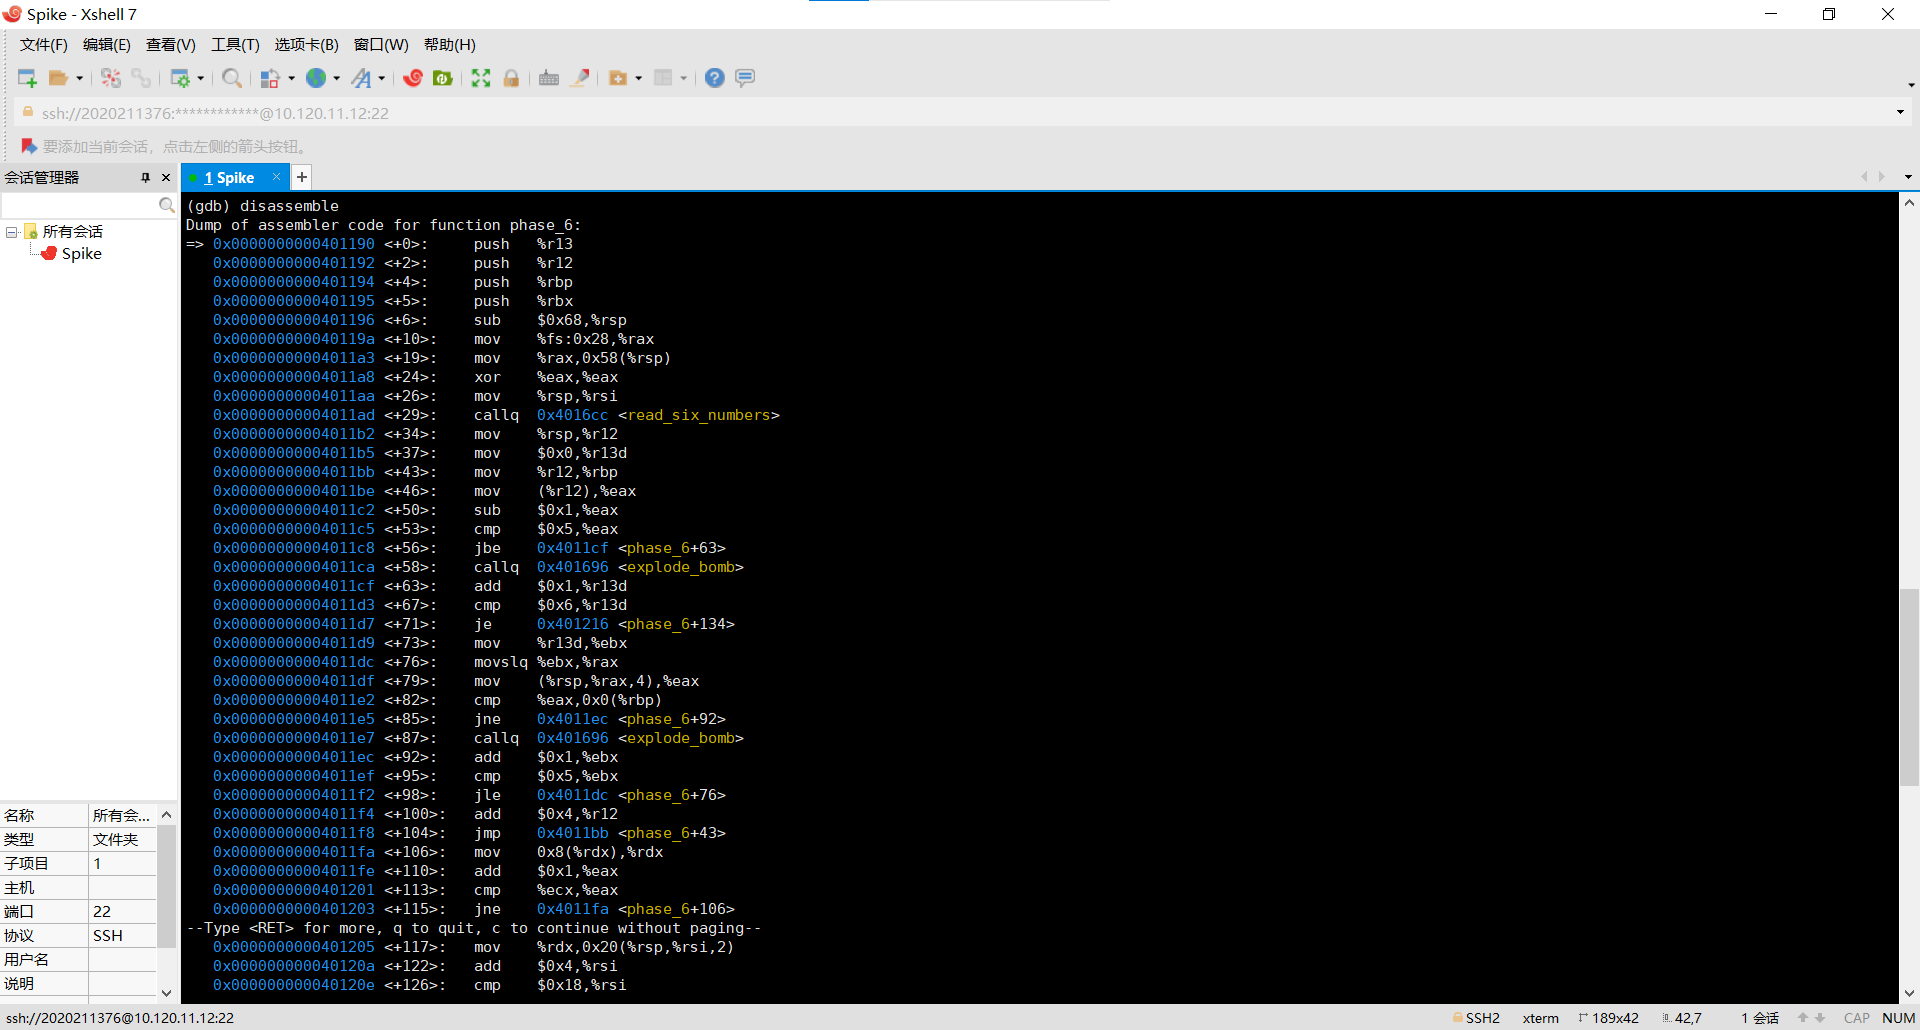 Spike - Xshell 7
文件(F) 编辑(E) 查看(V) 工具(T) 选项卡(B) 窗口(W) 帮助(H)
ssh://2020211376:************@10.120.11.12:22
要添加当前会话，点击左侧的箭头按钮。
会话管理器
1 Spike
所有会话
Spike
(gdb) disassemble
Dump of assembler code for function phase_6:
=> 0x0000000000401190 <+0>: push %r13
0x0000000000401192 <+2>: push %r12
0x0000000000401194 <+4>: push %rbp
0x0000000000401195 <+5>: push %rbx
0x0000000000401196 <+6>: sub $0x68,%rsp
0x000000000040119a <+10>: mov %fs:0x28,%rax
0x00000000004011a3 <+19>: mov %rax,0x58(%rsp)
0x00000000004011a8 <+24>: xor %eax,%eax
0x00000000004011aa <+26>: mov %rsp,%rsi
0x00000000004011ad <+29>: callq 0x4016cc <read_six_numbers>
0x00000000004011b2 <+34>: mov %rsp,%r12
0x00000000004011b5 <+37>: mov $0x0,%r13d
0x00000000004011bb <+43>: mov %r12,%rbp
0x00000000004011be <+46>: mov (%r12),%eax
0x00000000004011c2 <+50>: sub $0x1,%eax
0x00000000004011c5 <+53>: cmp $0x5,%eax
0x00000000004011c8 <+56>: jbe 0x4011cf <phase_6+63>
0x00000000004011ca <+58>: callq 0x401696 <explode_bomb>
0x00000000004011cf <+63>: add $0x1,%r13d
0x00000000004011d3 <+67>: cmp $0x6,%r13d
0x00000000004011d7 <+71>: je 0x401216 <phase_6+134>
0x00000000004011d9 <+73>: mov %r13d,%ebx
0x00000000004011dc <+76>: movslq %ebx,%rax
0x00000000004011df <+79>: mov (%rsp,%rax,4),%eax
0x00000000004011e2 <+82>: cmp %eax,0x0(%rbp)
0x00000000004011e5 <+85>: jne 0x4011ec <phase_6+92>
0x00000000004011e7 <+87>: callq 0x401696 <explode_bomb>
0x00000000004011ec <+92>: add $0x1,%ebx
0x00000000004011ef <+95>: cmp $0x5,%ebx
0x00000000004011f2 <+98>: jle 0x4011dc <phase_6+76>
0x00000000004011f4 <+100>: add $0x4,%r12
0x00000000004011f8 <+104>: jmp 0x4011bb <phase_6+43>
0x00000000004011fa <+106>: mov 0x8(%rdx),%rdx
0x00000000004011fe <+110>: add $0x1,%eax
0x0000000000401201 <+113>: cmp %ecx,%eax
0x0000000000401203 <+115>: jne 0x4011fa <phase_6+106>
--Type <RET> for more, q to quit, c to continue without paging--
0x0000000000401205 <+117>: mov %rdx,0x20(%rsp,%rsi,2)
0x000000000040120a <+122>: add $0x4,%rsi
0x000000000040120e <+126>: cmp $0x18,%rsi
名称 所有会...
类型 文件夹
子项目 1
主机
端口 22
协议 SSH
用户名
说明
ssh://2020211376@10.120.11.12:22 SSH2 xterm 189x42 42,7 1 会话 CAP NUM